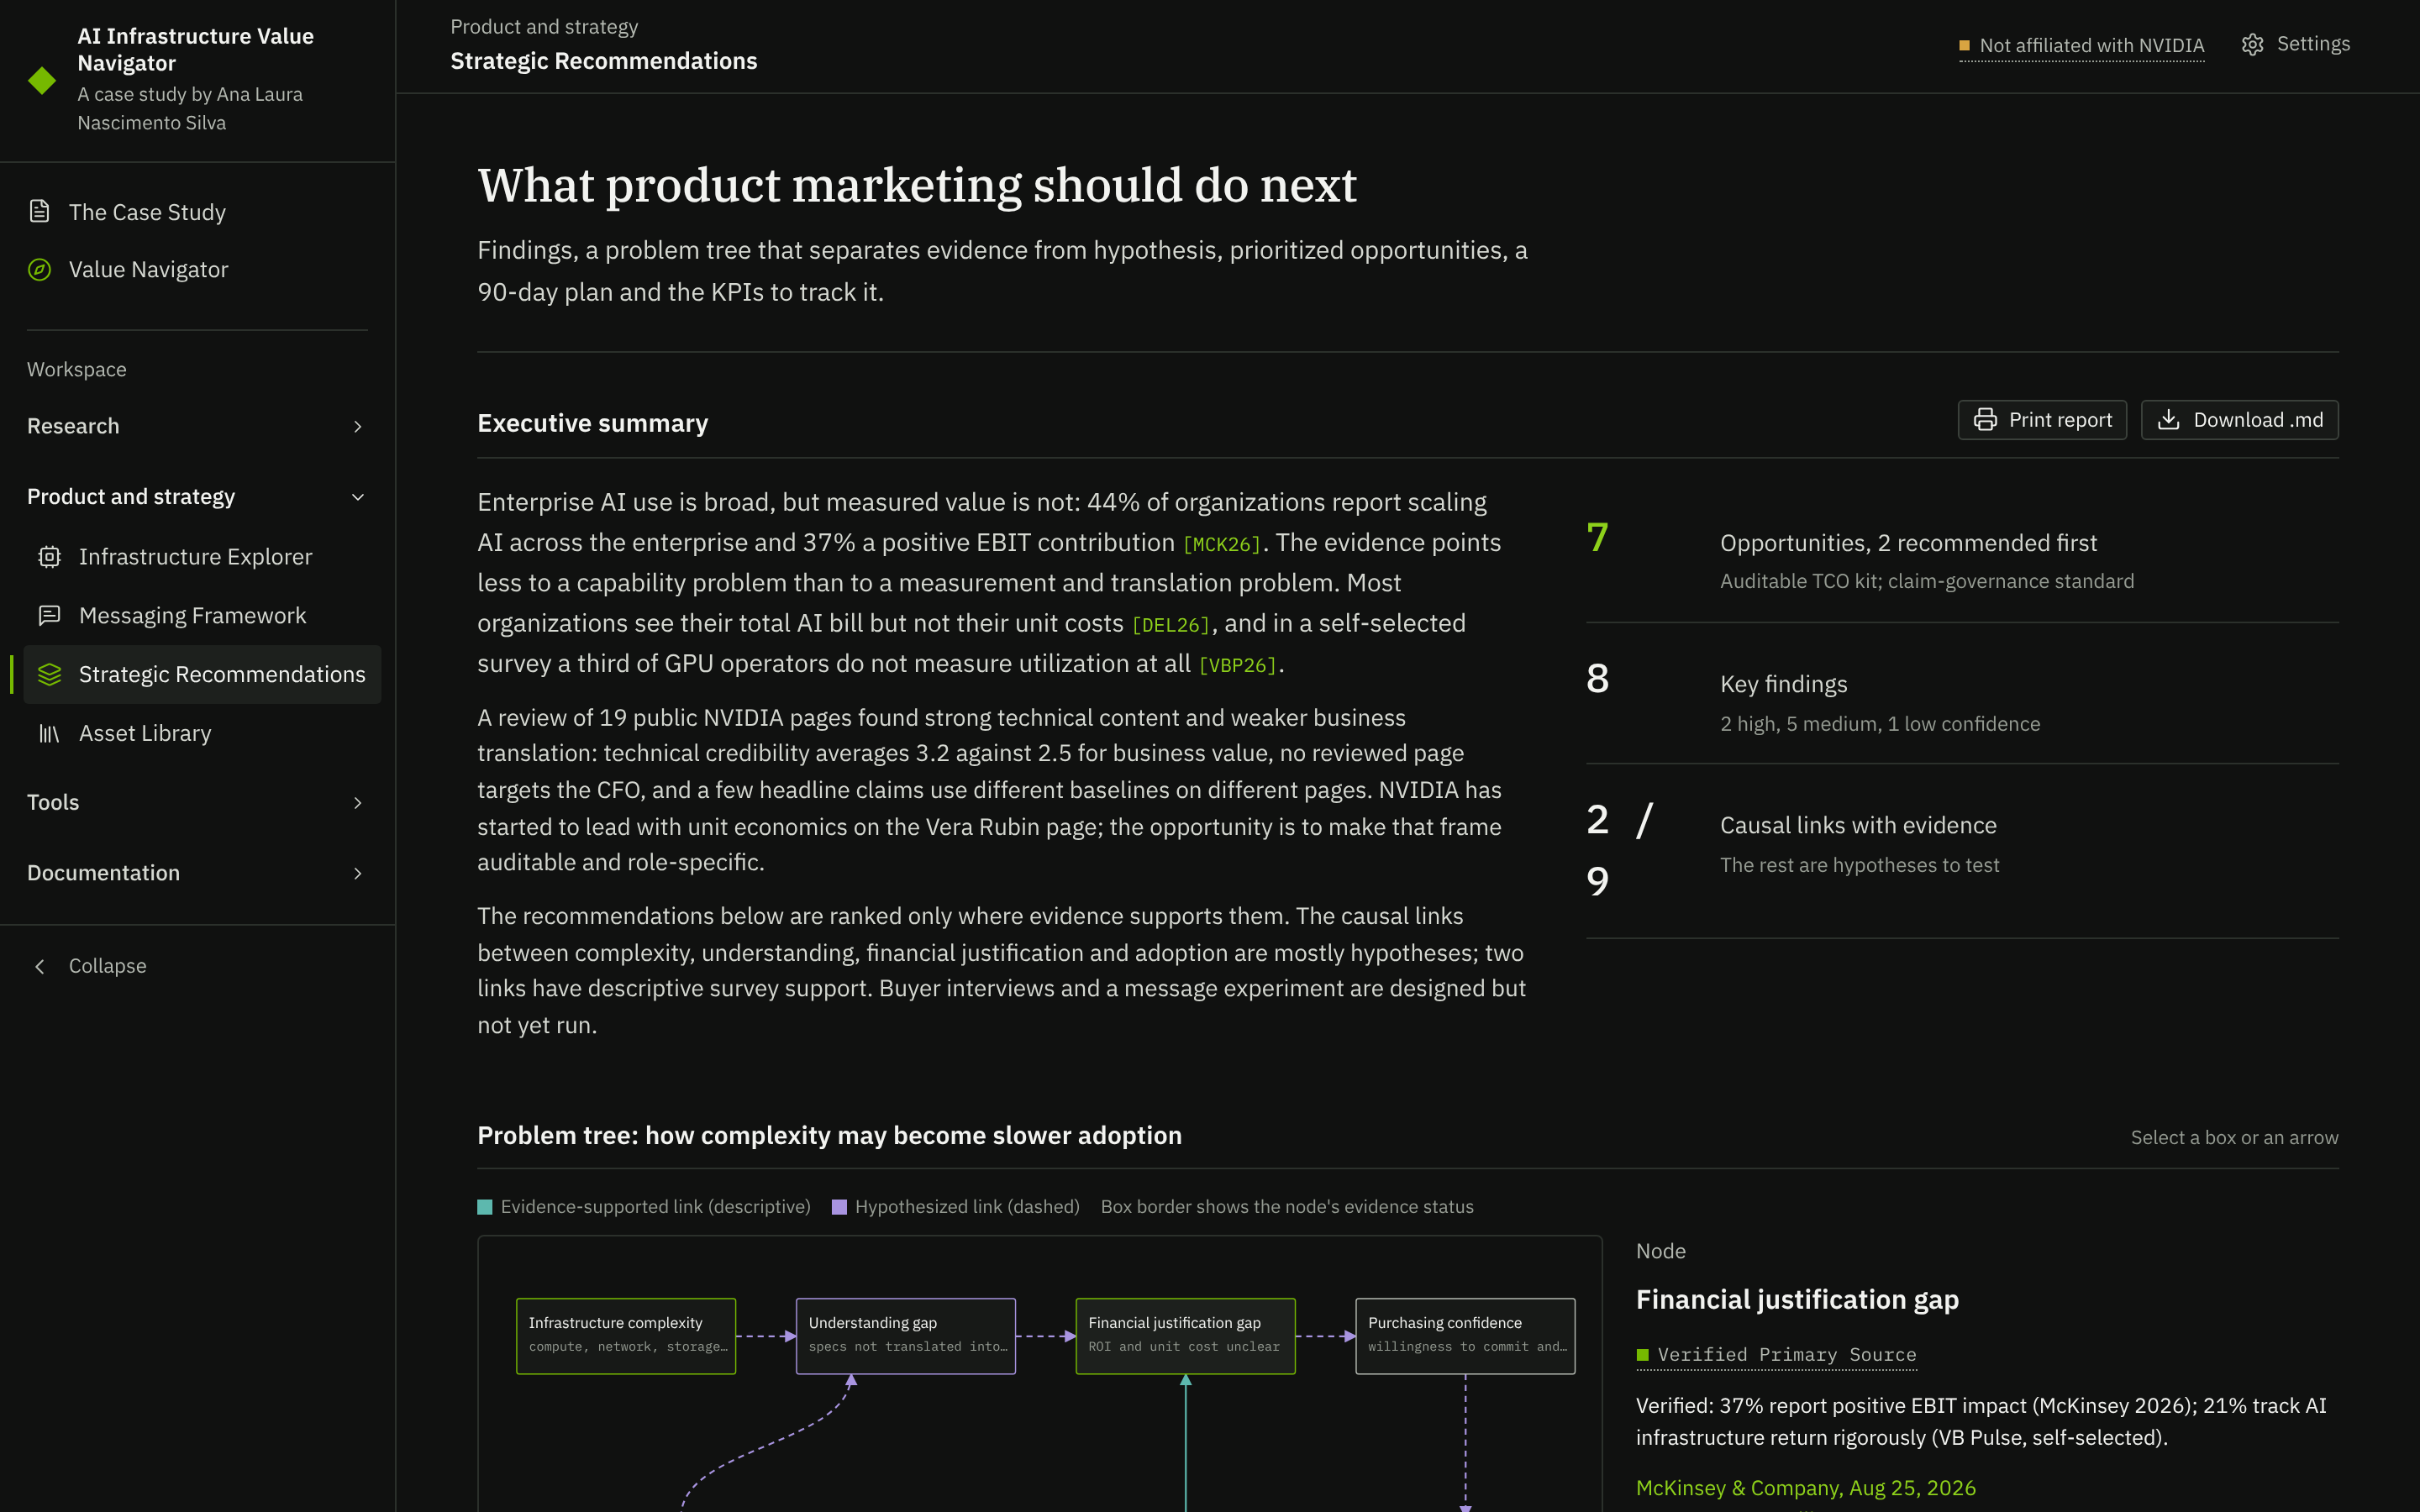 AI Infrastructure Value
Navigator
A case study by Ana Laura
Nascimento Silva
The Case Study
Value Navigator
Workspace
Research
Product and strategy
Infrastructure Explorer
Messaging Framework
Strategic Recommendations
Asset Library
Tools
Documentation
Collapse
Product and strategy
Strategic Recommendations
Not affiliated with NVIDIA
Settings
What product marketing should do next
Findings, a problem tree that separates evidence from hypothesis, prioritized opportunities, a
90-day plan and the KPIs to track it.
Executive summary
Print report
Download .md
Enterprise AI use is broad, but measured value is not: 44% of organizations report scaling
AI across the enterprise and 37% a positive EBIT contribution [MCK26]. The evidence points
less to a capability problem than to a measurement and translation problem. Most
organizations see their total AI bill but not their unit costs [DEL26], and in a self-selected
survey a third of GPU operators do not measure utilization at all [VBP26].
A review of 19 public NVIDIA pages found strong technical content and weaker business
translation: technical credibility averages 3.2 against 2.5 for business value, no reviewed page
targets the CFO, and a few headline claims use different baselines on different pages. NVIDIA has
started to lead with unit economics on the Vera Rubin page; the opportunity is to make that frame
auditable and role-specific.
The recommendations below are ranked only where evidence supports them. The causal links
between complexity, understanding, financial justification and adoption are mostly hypotheses; two
links have descriptive survey support. Buyer interviews and a message experiment are designed but
not yet run.
7
Opportunities, 2 recommended first
Auditable TCO kit; claim-governance standard
8
Key findings
2 high, 5 medium, 1 low confidence
2 /
9
Causal links with evidence
The rest are hypotheses to test
Problem tree: how complexity may become slower adoption
Select a box or an arrow
Evidence-supported link (descriptive)
Hypothesized link (dashed)
Box border shows the node's evidence status
Infrastructure complexity
compute, network, storage…
Understanding gap
specs not translated into…
Financial justification gap
ROI and unit cost unclear
Purchasing confidence
willingness to commit and…
Node
Financial justification gap
Verified Primary Source
Verified: 37% report positive EBIT impact (McKinsey 2026); 21% track AI
infrastructure return rigorously (VB Pulse, self-selected).
McKinsey & Company, Aug 25, 2026